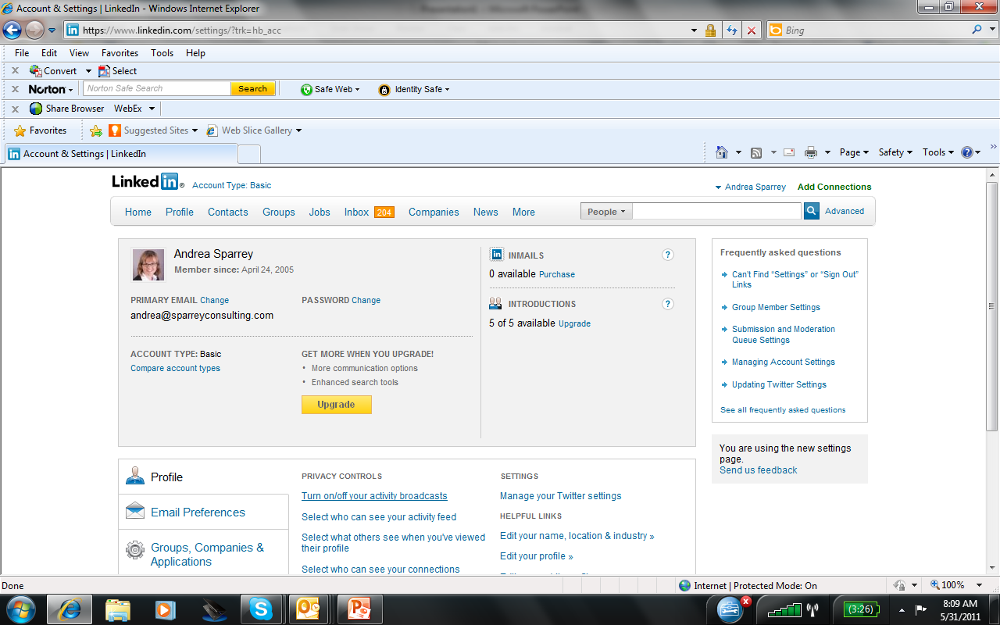 Account & Settings | LinkedIn - Windows Internet Explorer
https://www.linkedin.com/settings/?trk=hb_acc
Bing
File Edit View Favorites Tools Help
Convert Select
Norton Norton Safe Search Search Safe Web Identity Safe
Share Browser WebEx
Favorites Suggested Sites Web Slice Gallery
Account & Settings | LinkedIn
Page Safety Tools
Linked in Account Type: Basic
Andrea Sparrey Add Connections
Home Profile Contacts Groups Jobs Inbox 204 Companies News More
People Advanced
Andrea Sparrey
Member since: April 24, 2005
PRIMARY EMAIL Change
andrea@sparreyconsulting.com
PASSWORD Change
ACCOUNT TYPE: Basic
Compare account types
GET MORE WHEN YOU UPGRADE!
• More communication options
• Enhanced search tools
Upgrade
INMAILS ?
0 available Purchase
INTRODUCTIONS ?
5 of 5 available Upgrade
Frequently asked questions
Can't Find “Settings” or “Sign Out”
Links
Group Member Settings
Submission and Moderation
Queue Settings
Managing Account Settings
Updating Twitter Settings
See all frequently asked questions
You are using the new settings
page.
Send us feedback
Profile
Email Preferences
Groups, Companies &
Applications
PRIVACY CONTROLS
Turn on/off your activity broadcasts
Select who can see your activity feed
Select what others see when you've viewed
their profile
Select who can see your connections
SETTINGS
Manage your Twitter settings
HELPFUL LINKS
Edit your name, location & industry »
Edit your profile »
Done
Internet | Protected Mode: On
100%
(3:26)
8:09 AM
5/31/2011